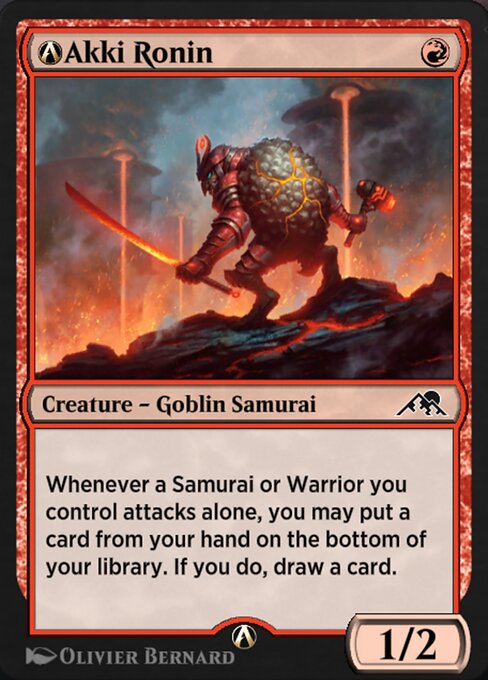 Akki Ronin
Creature – Goblin Samurai
Whenever a Samurai or Warrior you
control attacks alone, you may put a
card from your hand on the bottom of
your library. If you do, draw a card.
1/2
Olivier Bernard